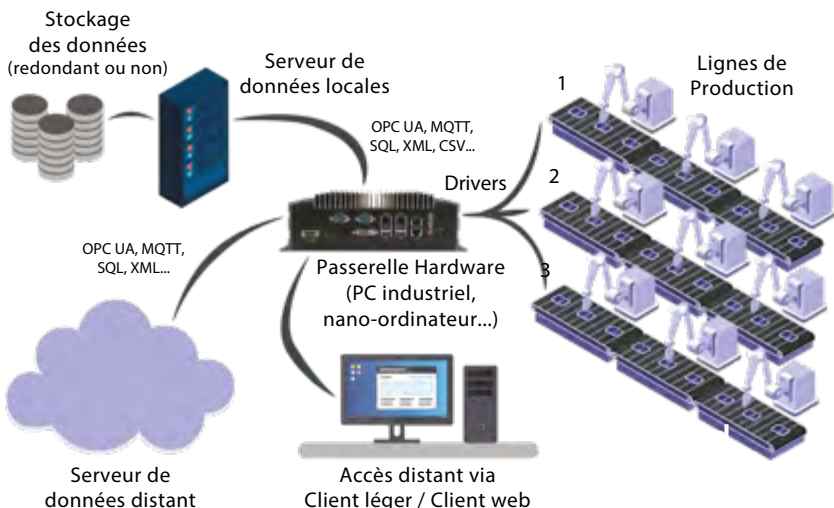 Stockage
des données
(redondant ou non)
Serveur de
données locales
OPC UA, MQTT,
SQL, XML, CSV...
Lignes de
Production
1
2
3
Drivers
OPC UA, MQTT,
SQL, XML...
Passerelle Hardware
(PC industriel,
nano-ordinateur...)
Serveur de
données distant
Accès distant via
Client léger / Client web